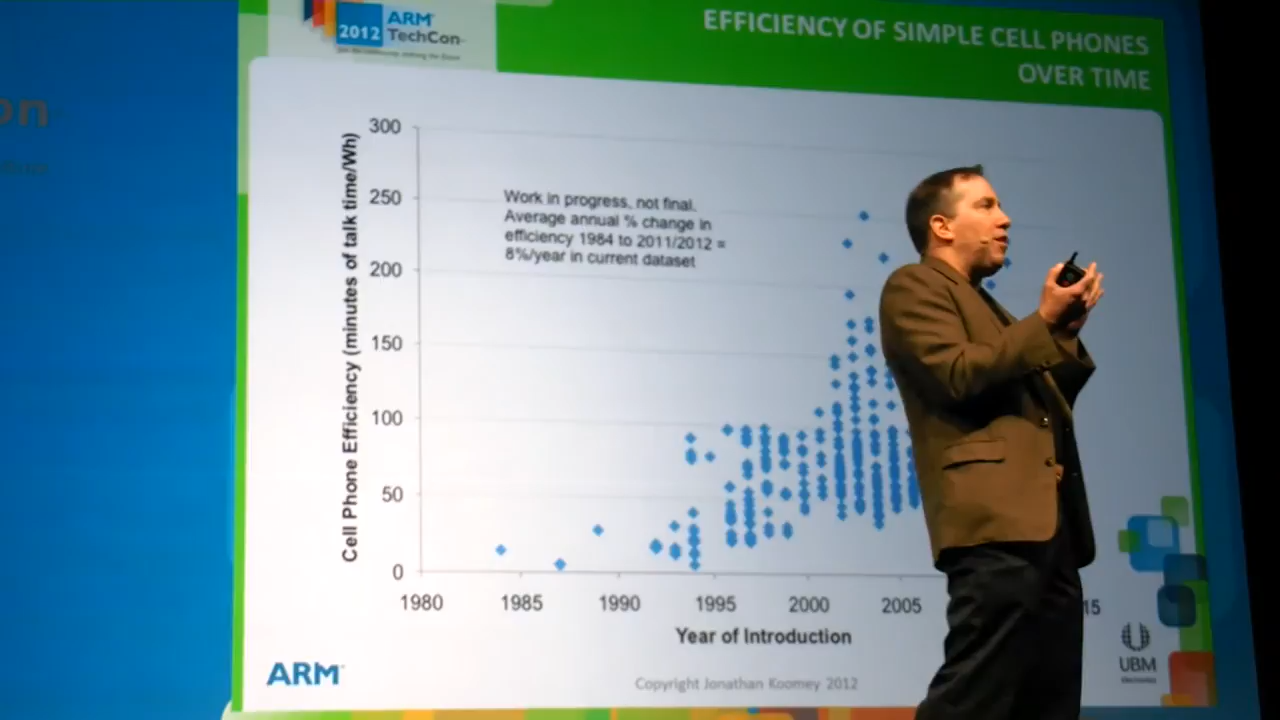 on
2012 ARM
TechCon
EFFICIENCY OF SIMPLE CELL PHONES
OVER TIME
Cell Phone Efficiency (minutes of talk time/Wh)
300
250
200
150
100
50
0
Work in progress, not final.
Average annual % change in
efficiency 1984 to 2011/2012 =
8%/year in current dataset
1980 1985 1990 1995 2000 2005 15
Year of Introduction
ARM
Copyright Jonathan Koomey 2012
UBM
Electronics